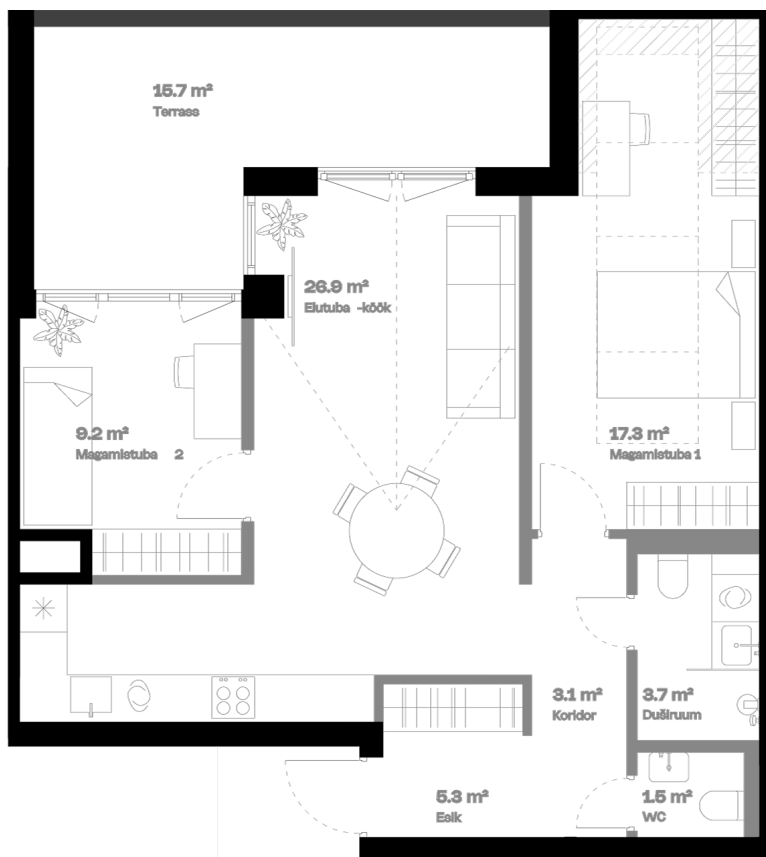 15.7 m²
Terrass
26.9 m²
Elutuba -köök
9.2 m²
Magamistuba 2
17.3 m²
Magamistuba 1
3.1 m²
Koridor
3.7 m²
Duširuum
5.3 m²
Esik
1.5 m²
WC